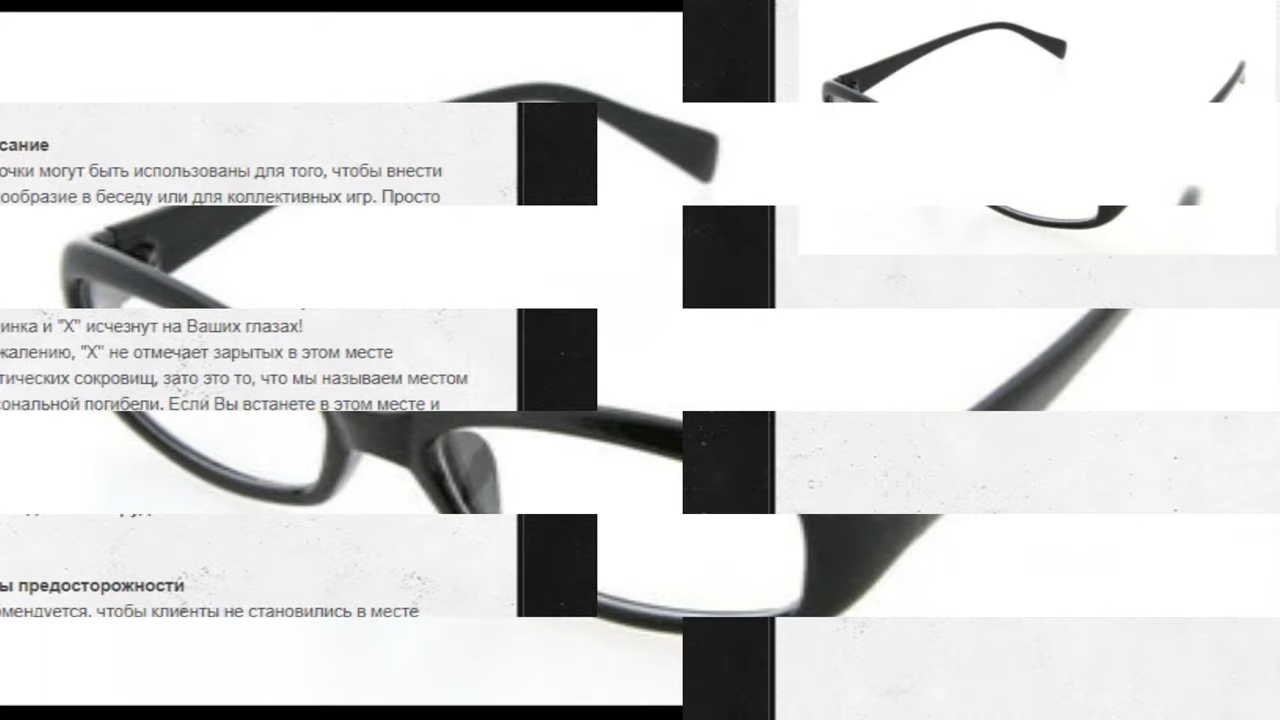 сание
очки могут быть использованы для того, чтобы внести
ообразие в беседу или для коллективных игр. Просто
инка и "X" исчезнут на Ваших глазах!
жалению, "X" не отмечает зарытых в этом месте
тических сокровищ, зато это то, что мы называем местом
сональной погибели. Если Вы встанете в этом месте и
ы предосторожности
омендуется, чтобы клиенты не становились в месте